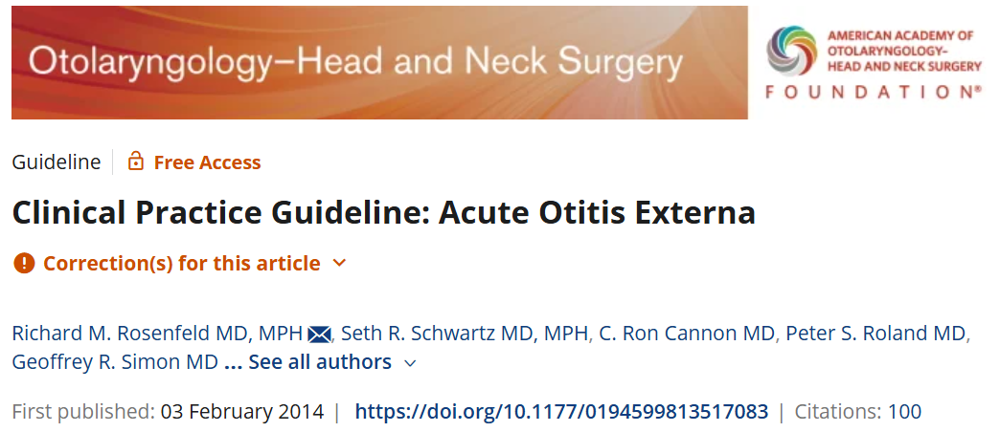 Otolaryngology–Head and Neck Surgery
AMERICAN ACADEMY OF
OTOLARYNGOLOGY–
HEAD AND NECK SURGERY
FOUNDATION®
Guideline
Free Access
Clinical Practice Guideline: Acute Otitis Externa
Correction(s) for this article
Richard M. Rosenfeld MD, MPH, Seth R. Schwartz MD, MPH, C. Ron Cannon MD, Peter S. Roland MD,
Geoffrey R. Simon MD ... See all authors
First published: 03 February 2014 | https://doi.org/10.1177/0194599813517083 | Citations: 100